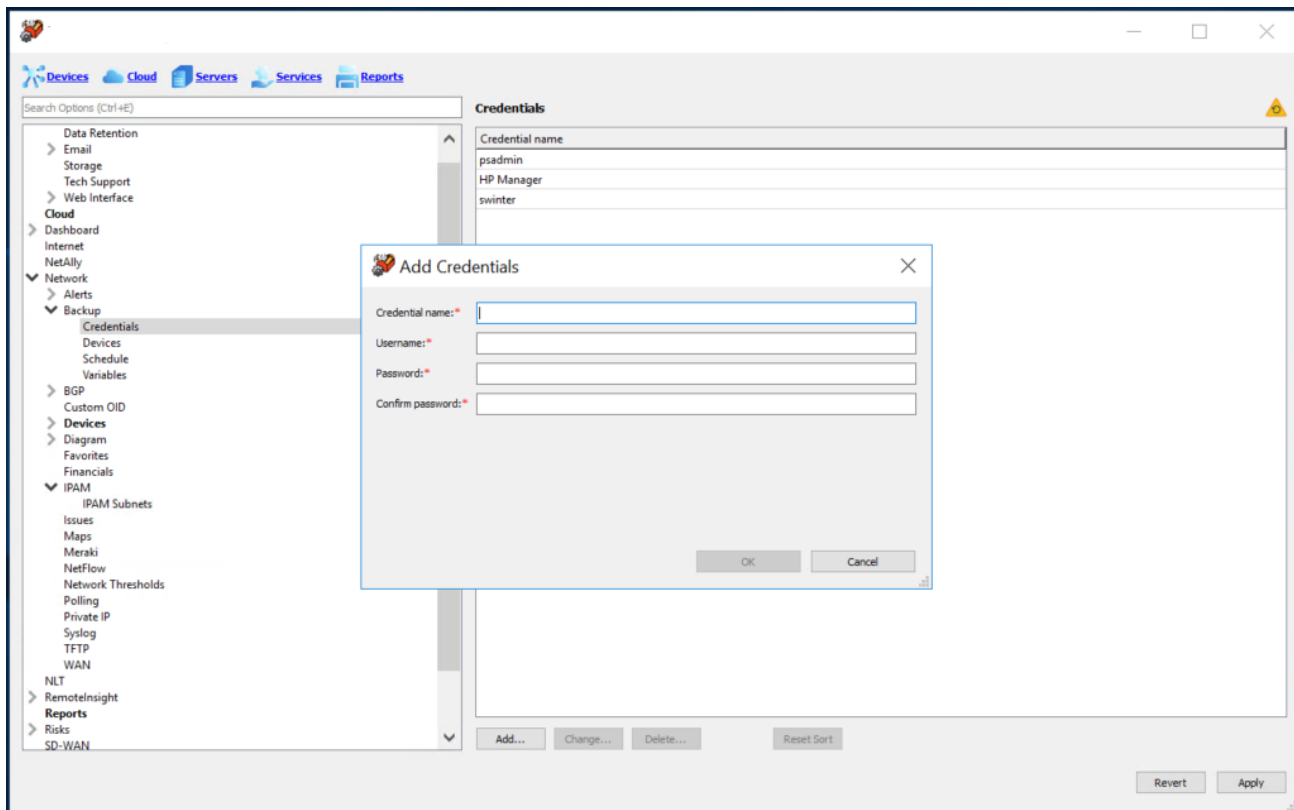 Devices Cloud Servers Services Reports
Search Options (Ctrl+E)
Data Retention
Email
Storage
Tech Support
Web Interface
Cloud
Dashboard
Internet
NetAlly
Network
Alerts
Backup
Credentials
Devices
Schedule
Variables
BGP
Custom OID
Devices
Diagram
Favorites
Financials
IPAM
IPAM Subnets
Issues
Maps
Meraki
NetFlow
Network Thresholds
Polling
Private IP
Syslog
TFTP
WAN
NLT
RemoteInsight
Reports
Risks
SD-WAN
Credentials
Credential name
psadmin
HP Manager
swinter
Add Credentials
Credential name:*
Username:*
Password:*
Confirm password:*
OK Cancel
Add... Change... Delete... Reset Sort
Revert Apply